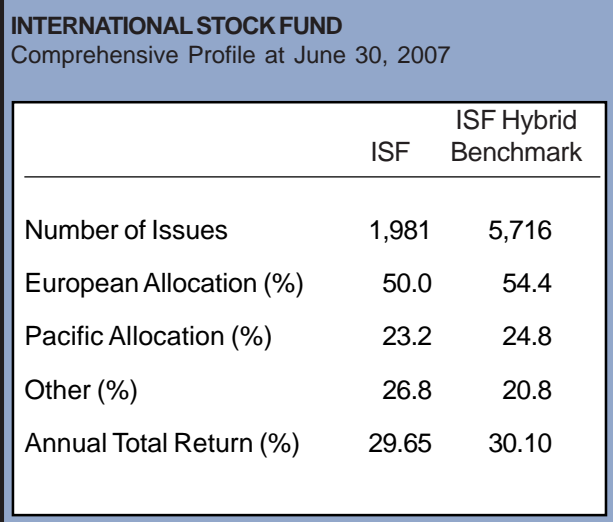 INTERNATIONAL STOCK FUND
Comprehensive Profile at June 30, 2007
ISF Hybrid
ISF Benchmark
Number of Issues 1,981 5,716
European Allocation (%) 50.0 54.4
Pacific Allocation (%) 23.2 24.8
Other (%) 26.8 20.8
Annual Total Return (%) 29.65 30.10